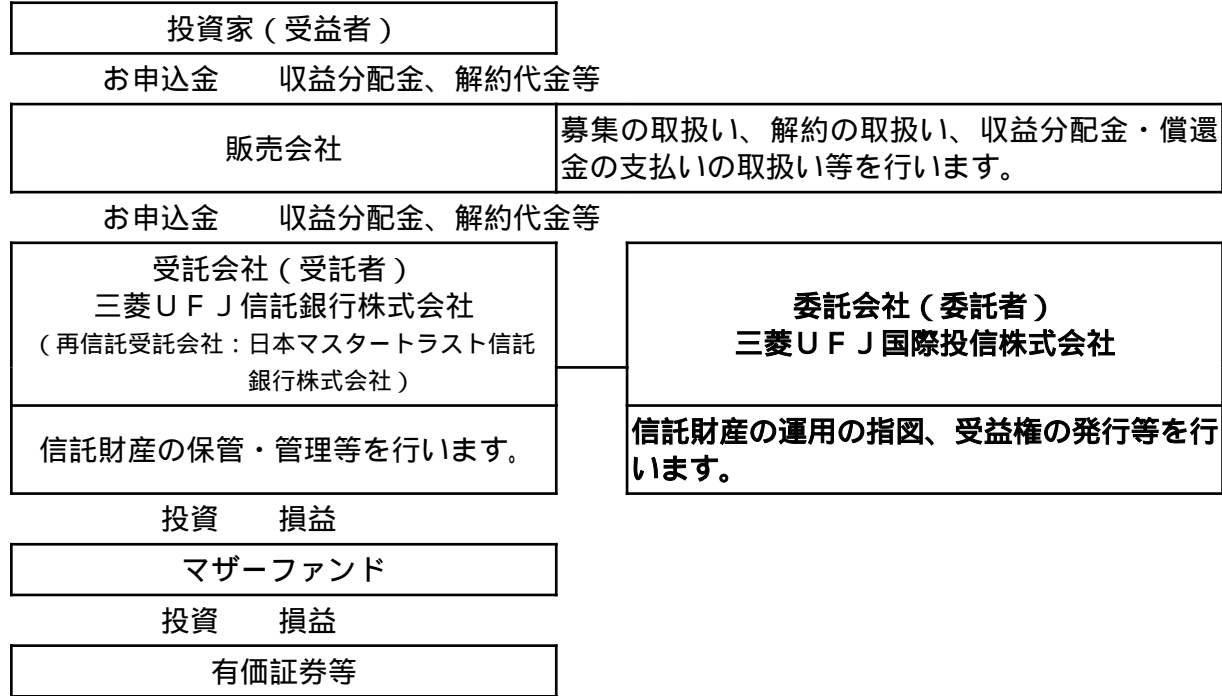 投資家（受益者）
お申込金　　収益分配金、解約代金等
販売会社
募集の取扱い、解約の取扱い、収益分配金・償還
金の支払いの取扱い等を行います。
お申込金　　収益分配金、解約代金等
受託会社（受託者）
三菱ＵＦＪ信託銀行株式会社
（再信託受託会社：日本マスタートラスト信託
銀行株式会社）
信託財産の保管・管理等を行います。
委託会社（委託者）
三菱ＵＦＪ国際投信株式会社
信託財産の運用の指図、受益権の発行等を行
います。
投資　　損益
マザーファンド
投資　　損益
有価証券等